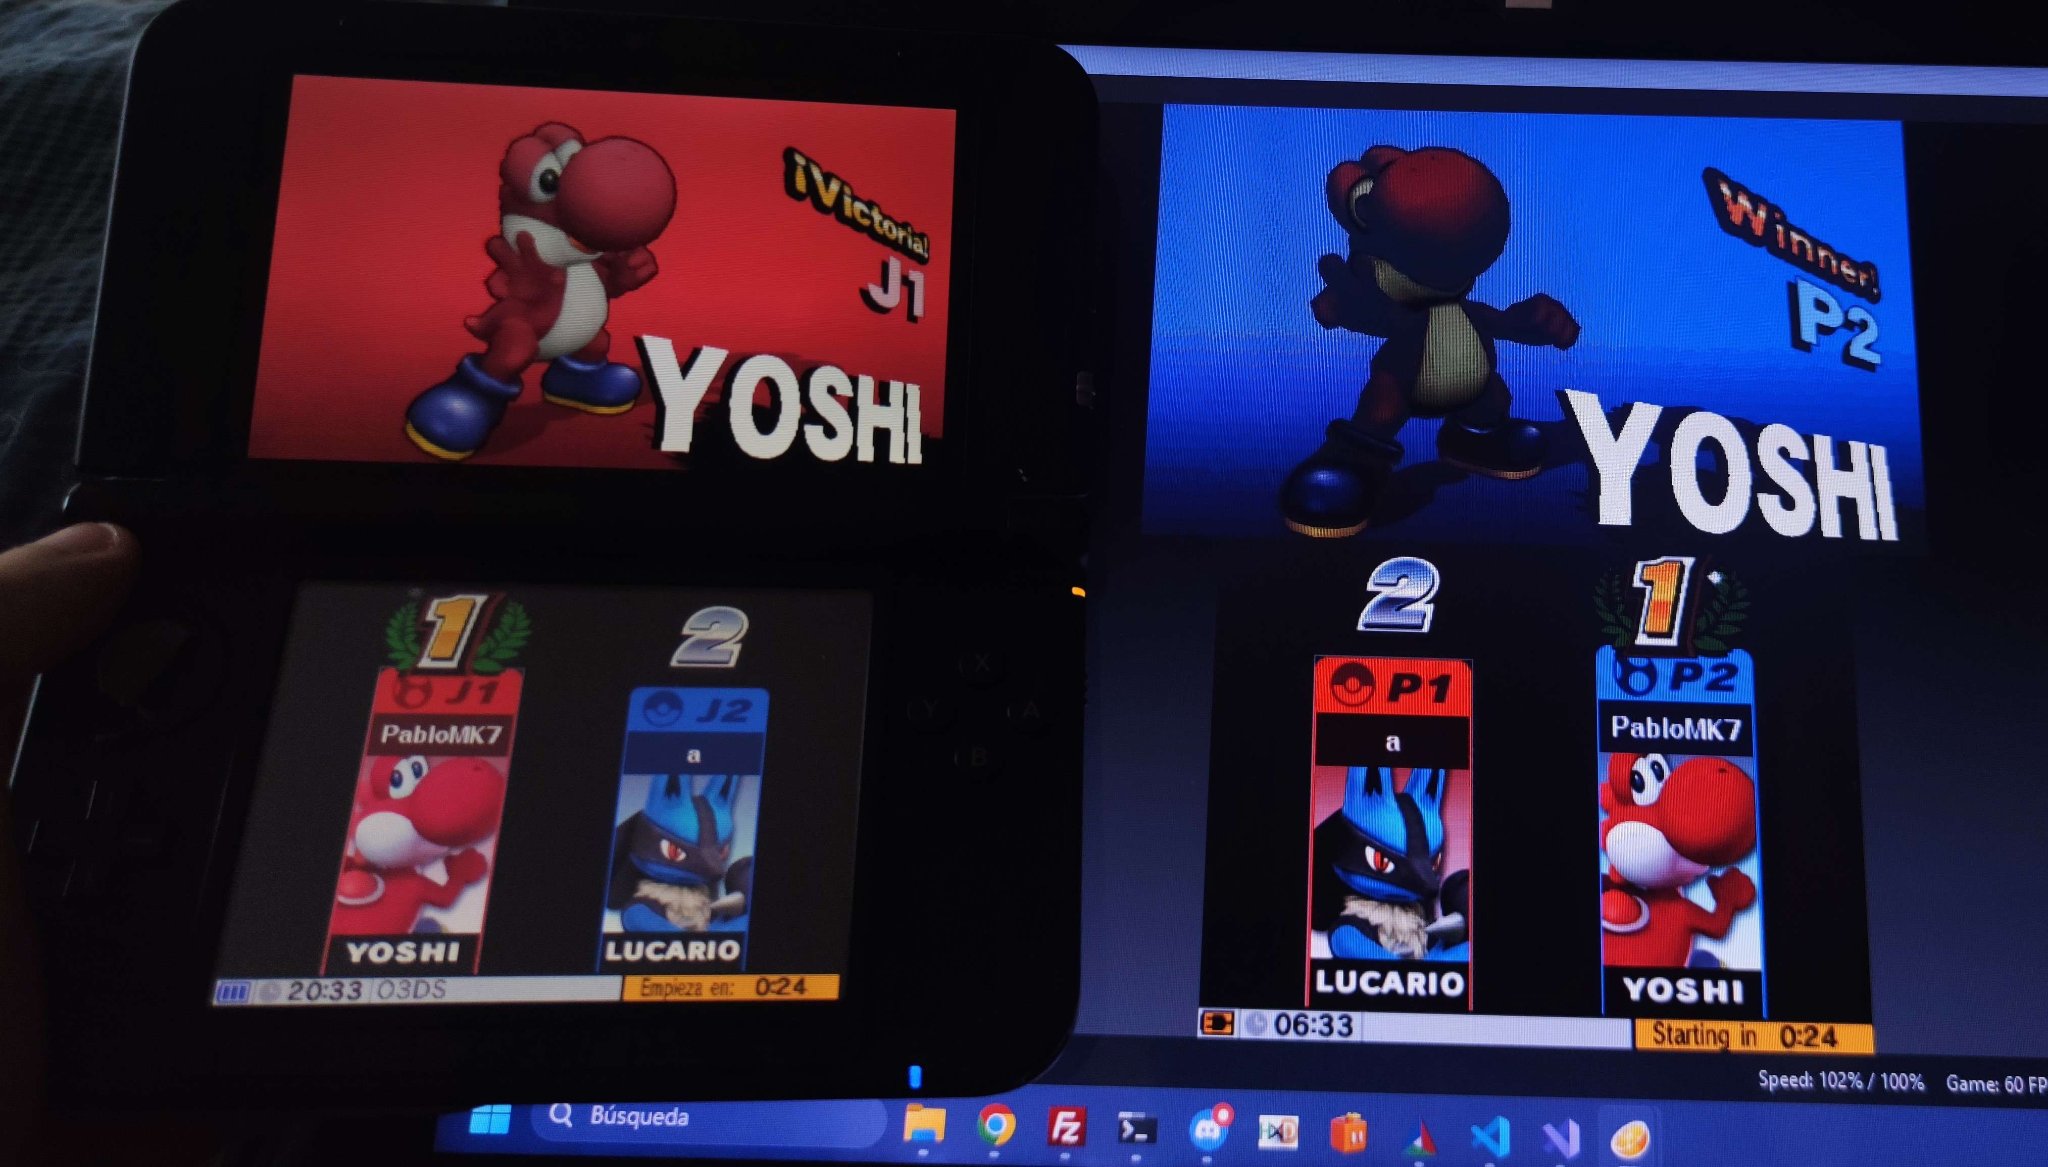 ¡Victoria!
J1
YOSHI
1
2
J1
J2
PabloMK7
a
YOSHI
LUCARIO
20:33
O3DS
Empieza en: 0:24
X
Y
A
B
Winner!
P2
YOSHI
2
1
P1
P2
a
PabloMK7
LUCARIO
YOSHI
06:33
Starting in 0:24
Speed: 102% / 100%
Game: 60 FP
Búsqueda
Fz
HxD